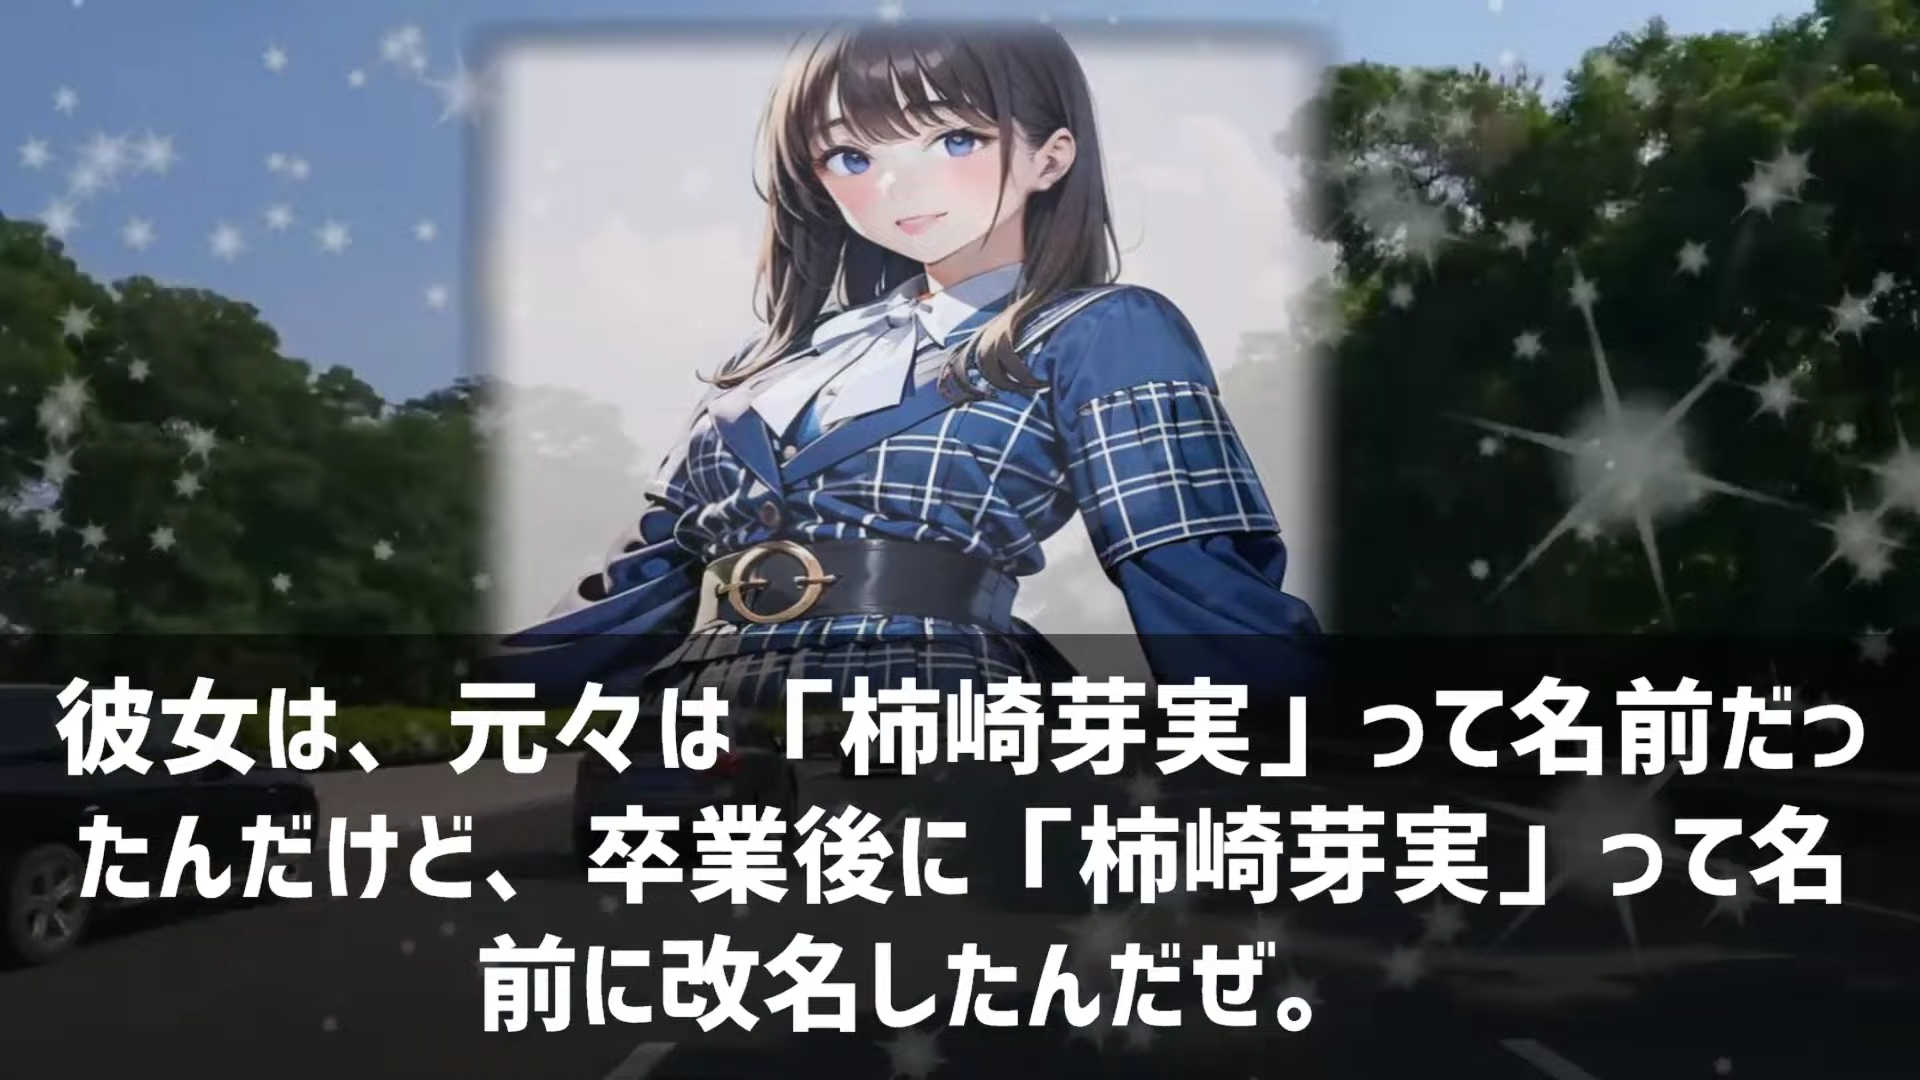 彼女は、元々は「柿崎芽実」って名前だっ
たんだけど、卒業後に「柿崎芽実」って名
前に改名したんだぜ。